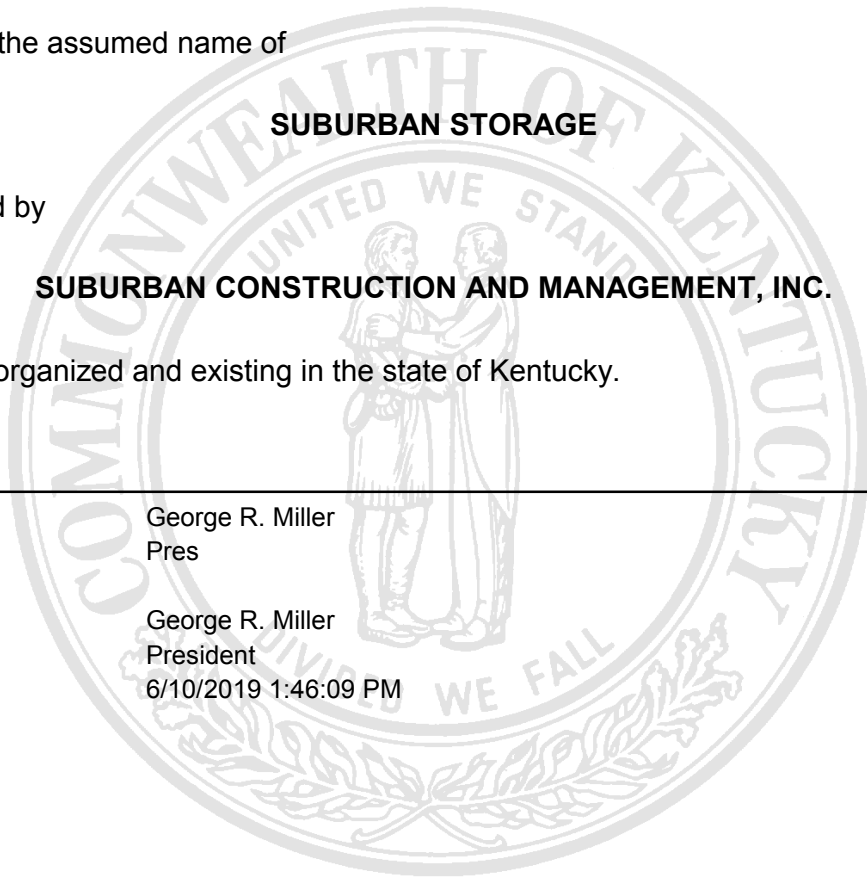 the assumed name of
SUBURBAN STORAGE
d by
SUBURBAN CONSTRUCTION AND MANAGEMENT, INC.
organized and existing in the state of Kentucky.
George R. Miller
Pres
George R. Miller
President
6/10/2019 1:46:09 PM
COMMONWEALTH OF KENTUCKY
UNITED WE STAND
DIVIDED WE FALL